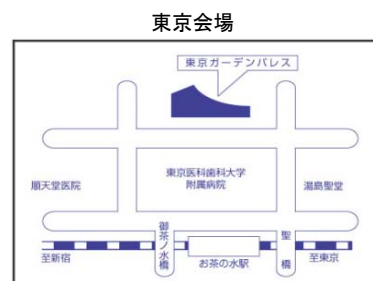 東京会場
東京ガーデンパレス
順天堂医院
東京医科歯科大学
附属病院
湯島聖堂
御茶ノ水橋
聖橋
至新宿
お茶の水駅
至東京